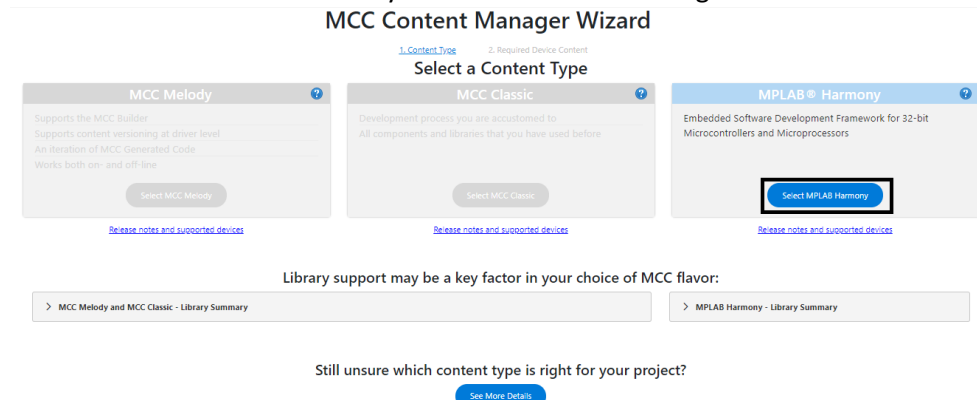 MCC Content Manager Wizard
1. Content Type 2. Required Device Content
Select a Content Type
MCC Melody ?
Supports the MCC Builder
Supports content versioning at driver level
An iteration of MCC Generated Code
Works both on- and off-line
Select MCC Melody
Release notes and supported devices
MCC Classic ?
Development process you are accustomed to
All components and libraries that you have used before
Select MCC Classic
Release notes and supported devices
MPLAB® Harmony ?
Embedded Software Development Framework for 32-bit
Microcontrollers and Microprocessors
Select MPLAB Harmony
Release notes and supported devices
Library support may be a key factor in your choice of MCC flavor:
> MCC Melody and MCC Classic - Library Summary
> MPLAB Harmony - Library Summary
Still unsure which content type is right for your project?
See More Details